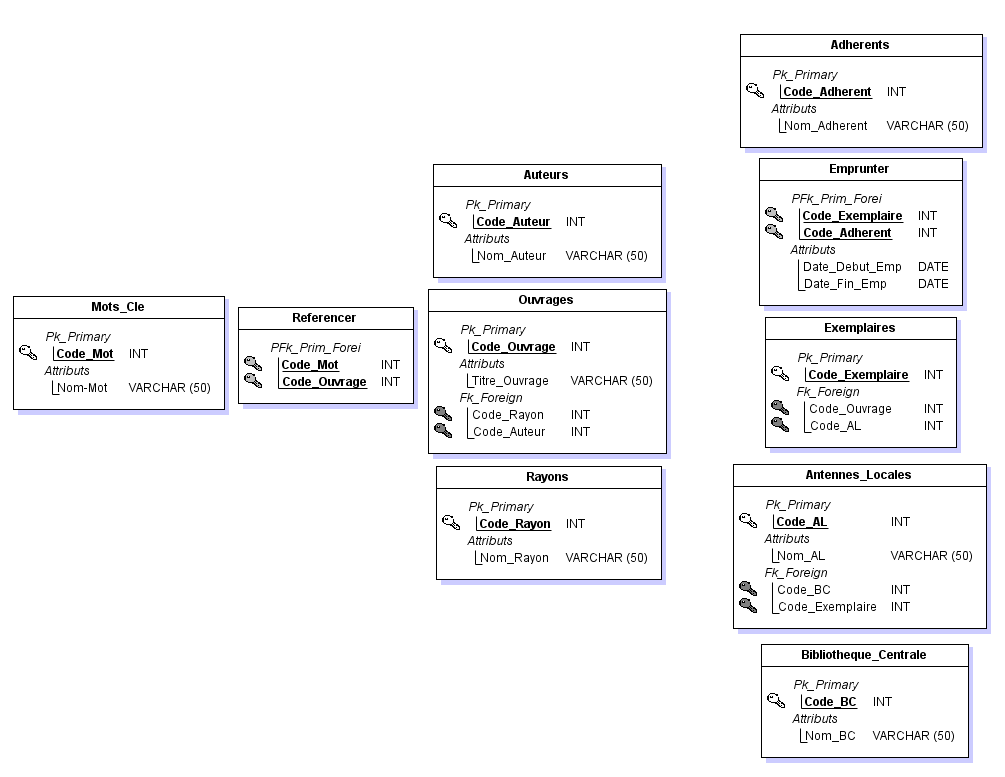 Adherents
Pk_Primary
Code_Adherent INT
Attributs
Nom_Adherent VARCHAR (50)
Auteurs
Pk_Primary
Code_Auteur INT
Attributs
Nom_Auteur VARCHAR (50)
Emprunter
PFk_Prim_Forei
Code_Exemplaire INT
Code_Adherent INT
Attributs
Date_Debut_Emp DATE
Date_Fin_Emp DATE
Mots_Cle
Pk_Primary
Code_Mot INT
Attributs
Nom-Mot VARCHAR (50)
Referencer
PFk_Prim_Forei
Code_Mot INT
Code_Ouvrage INT
Ouvrages
Pk_Primary
Code_Ouvrage INT
Attributs
Titre_Ouvrage VARCHAR (50)
Fk_Foreign
Code_Rayon INT
Code_Auteur INT
Exemplaires
Pk_Primary
Code_Exemplaire INT
Fk_Foreign
Code_Ouvrage INT
Code_AL INT
Rayons
Pk_Primary
Code_Rayon INT
Attributs
Nom_Rayon VARCHAR (50)
Antennes_Locales
Pk_Primary
Code_AL INT
Attributs
Nom_AL VARCHAR (50)
Fk_Foreign
Code_BC INT
Code_Exemplaire INT
Bibliotheque_Centrale
Pk_Primary
Code_BC INT
Attributs
Nom_BC VARCHAR (50)